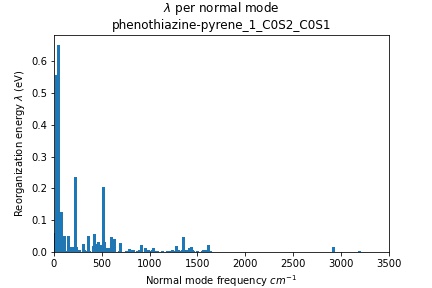 λ per normal mode
phenothiazine-pyrene_1_C0S2_C0S1
Reorganization energy λ (eV)
0.6
0.5
0.4
0.3
0.2
0.1
0.0
0 500 1000 1500 2000 2500 3000 3500
Normal mode frequency cm⁻¹